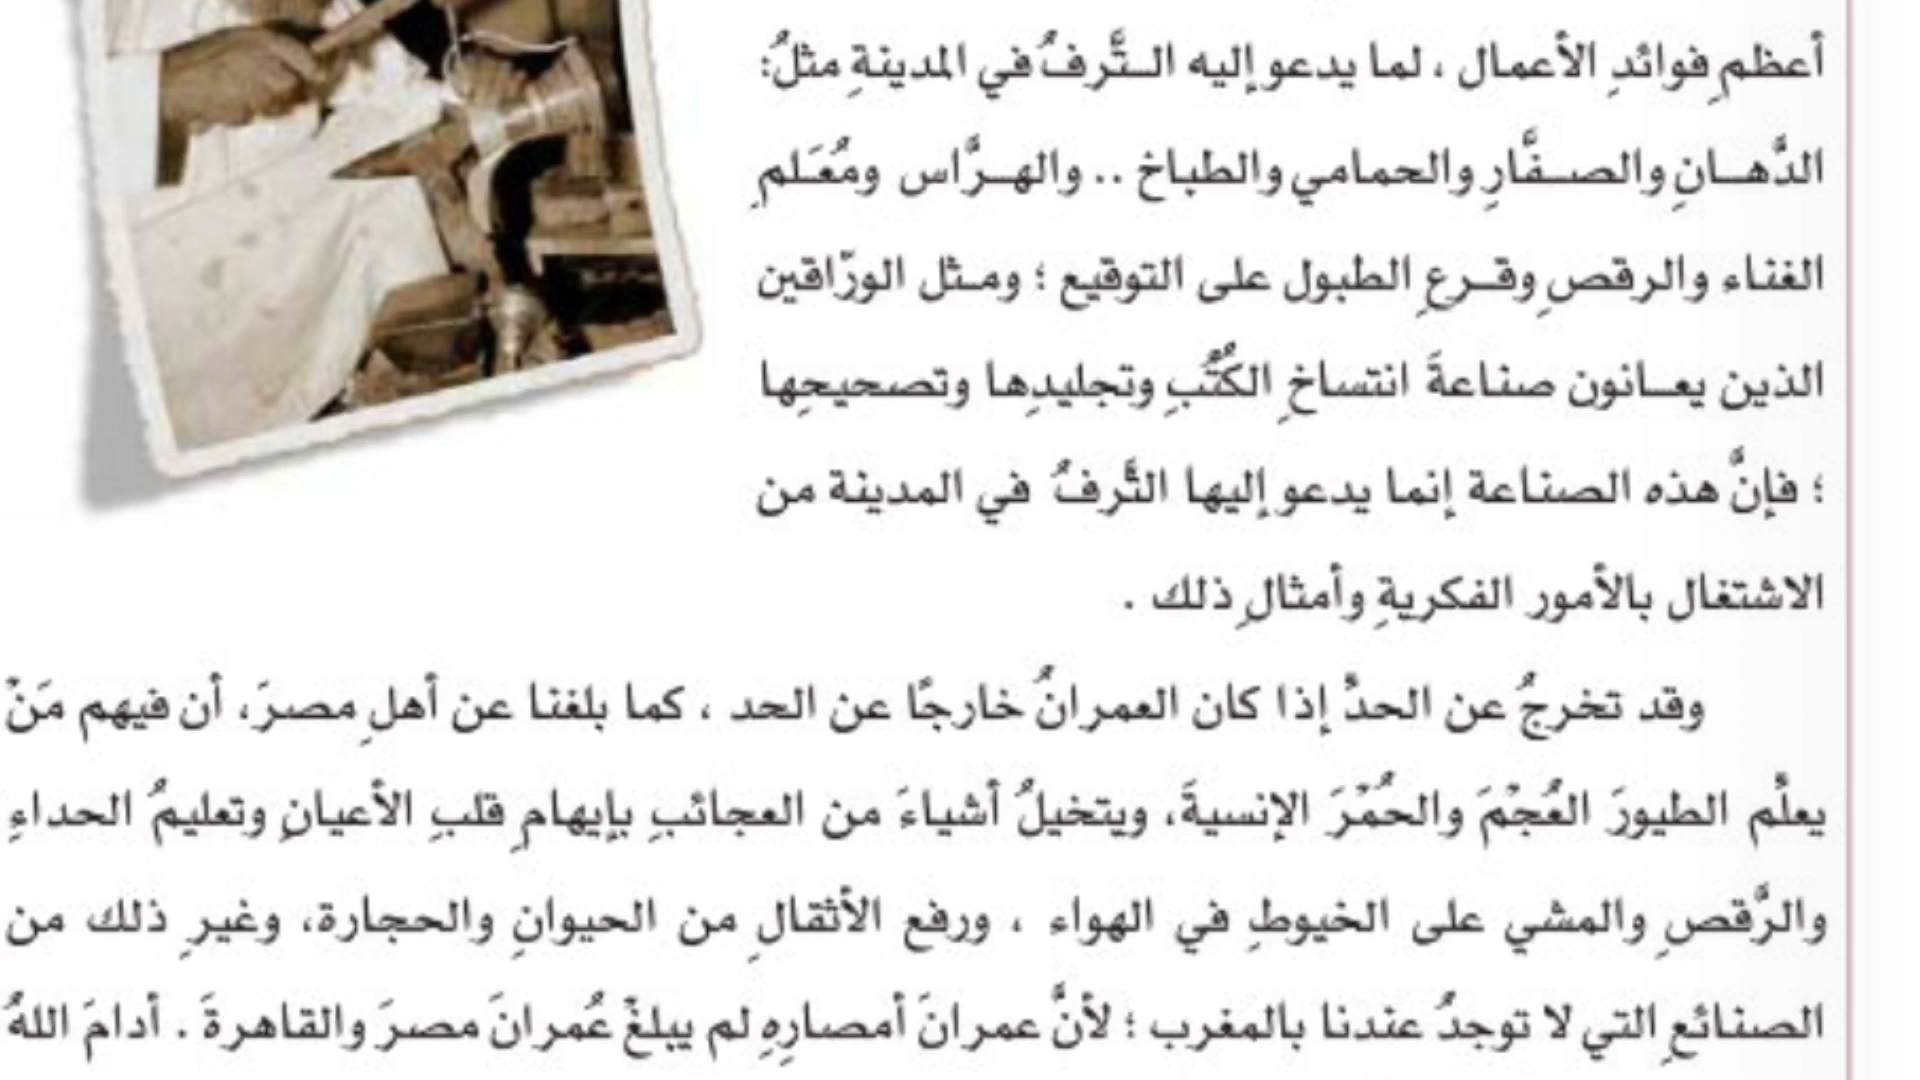 أعظمِ فوائدِ الأعمال ، لما يدعو إليه الـتَّرفُ في المدينةِ مثلُ:
الدَّهـانِ والصـفَّارِ والحمامي والطباخ .. والهـرَّاس ومُعَـلمِ
الغناء والرقصِ وقـرعِ الطبول على التوقيع ؛ ومـثل الورّاقين
الذين يعـانون صناعةَ انتساخِ الكُتُبِ وتجليدِها وتصحيحِها
؛ فإنَّ هذه الصناعة إنما يدعو إليها التَّرفُ في المدينة من
الاشتغال بالأمور الفكريةِ وأمثالِ ذلك .
وقد تخرجُ عن الحدِّ إذا كان العمرانُ خارجًا عن الحد ، كما بلغنا عن أهلِ مصرَ، أن فيهم مَنْ
يعلِّم الطيورَ العُجْمَ والحُمُرَ الإنسيةَ، ويتخيلُ أشياءَ من العجائبِ بإيهامِ قلبِ الأعيانِ وتعليمُ الحداءِ
والرَّقصِ والمشي على الخيوطِ في الهواء ، ورفع الأثقالِ من الحيوانِ والحجارة، وغيرِ ذلك من
الصنائعِ التي لا توجدُ عندنا بالمغرب ؛ لأنَّ عمرانَ أمصارِهِ لم يبلغْ عُمرانَ مصرَ والقاهرةَ . أدامَ اللهُ